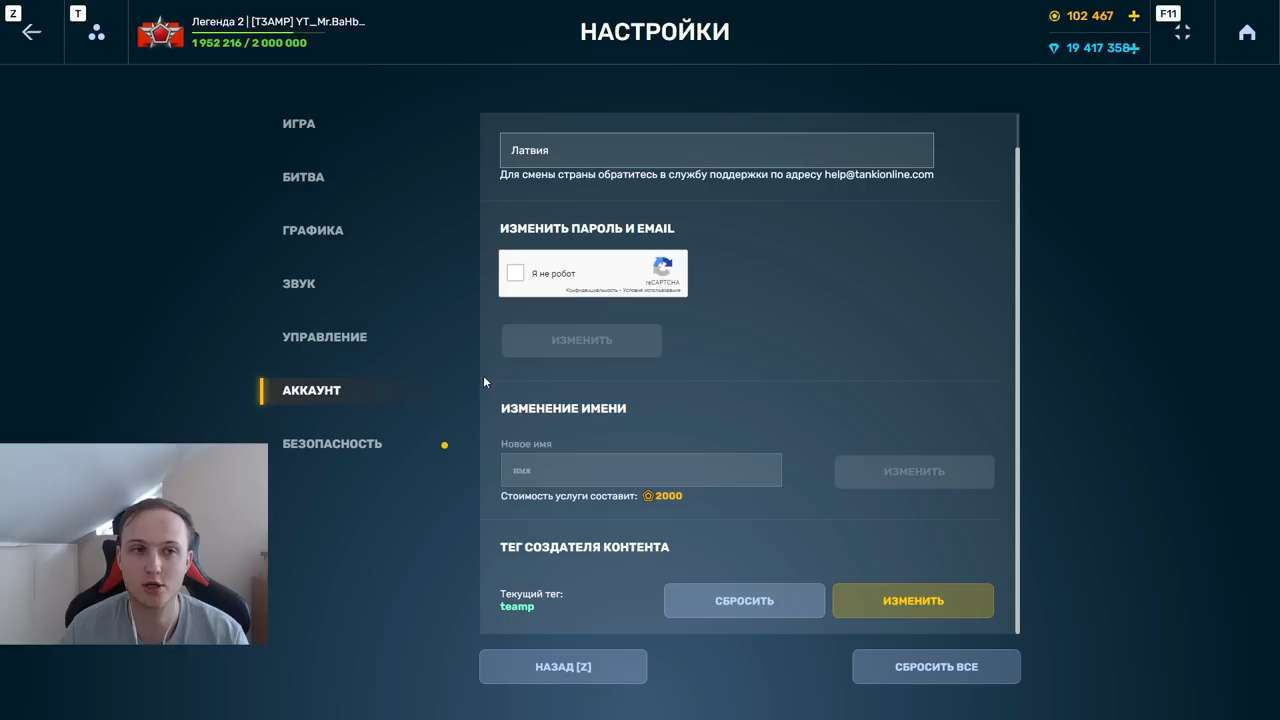 Z
T
Легенда 2 | [T3AMP] YT_Mr.BaHb...
1 952 216 / 2 000 000
НАСТРОЙКИ
102 467 +
19 417 358+
F11
ИГРА
БИТВА
ГРАФИКА
ЗВУК
УПРАВЛЕНИЕ
АККАУНТ
БЕЗОПАСНОСТЬ
Латвия
Для смены страны обратитесь в службу поддержки по адресу help@tankionline.com
ИЗМЕНИТЬ ПАРОЛЬ И EMAIL
Я не робот
reCAPTCHA
Конфиденциальность - Условия использования
ИЗМЕНИТЬ
ИЗМЕНЕНИЕ ИМЕНИ
Новое имя
имя
ИЗМЕНИТЬ
Стоимость услуги составит: 2000
ТЕГ СОЗДАТЕЛЯ КОНТЕНТА
Текущий тег:
teamp
СБРОСИТЬ
ИЗМЕНИТЬ
НАЗАД [Z]
СБРОСИТЬ ВСЕ